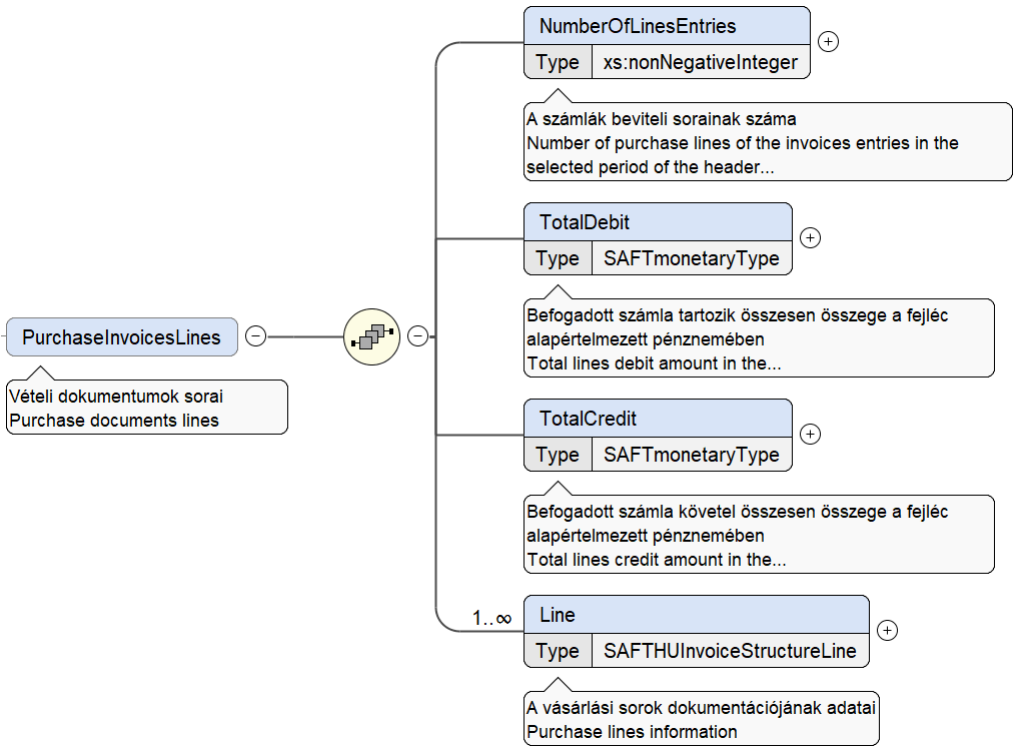 NumberOfLinesEntries
Type xs:nonNegativeInteger
A számlák beviteli sorainak száma
Number of purchase lines of the invoices entries in the
selected period of the header...
TotalDebit
Type SAFTmonetaryType
Befogadott számla tartozik összesen összege a fejléc
alapértelmezett pénznemében
Total lines debit amount in the...
PurchaseInvoicesLines
Vételi dokumentumok sorai
Purchase documents lines
TotalCredit
Type SAFTmonetaryType
Befogadott számla követel összesen összege a fejléc
alapértelmezett pénznemében
Total lines credit amount in the...
1..∞
Line
Type SAFTHUInvoiceStructureLine
A vásárlási sorok dokumentációjának adatai
Purchase lines information